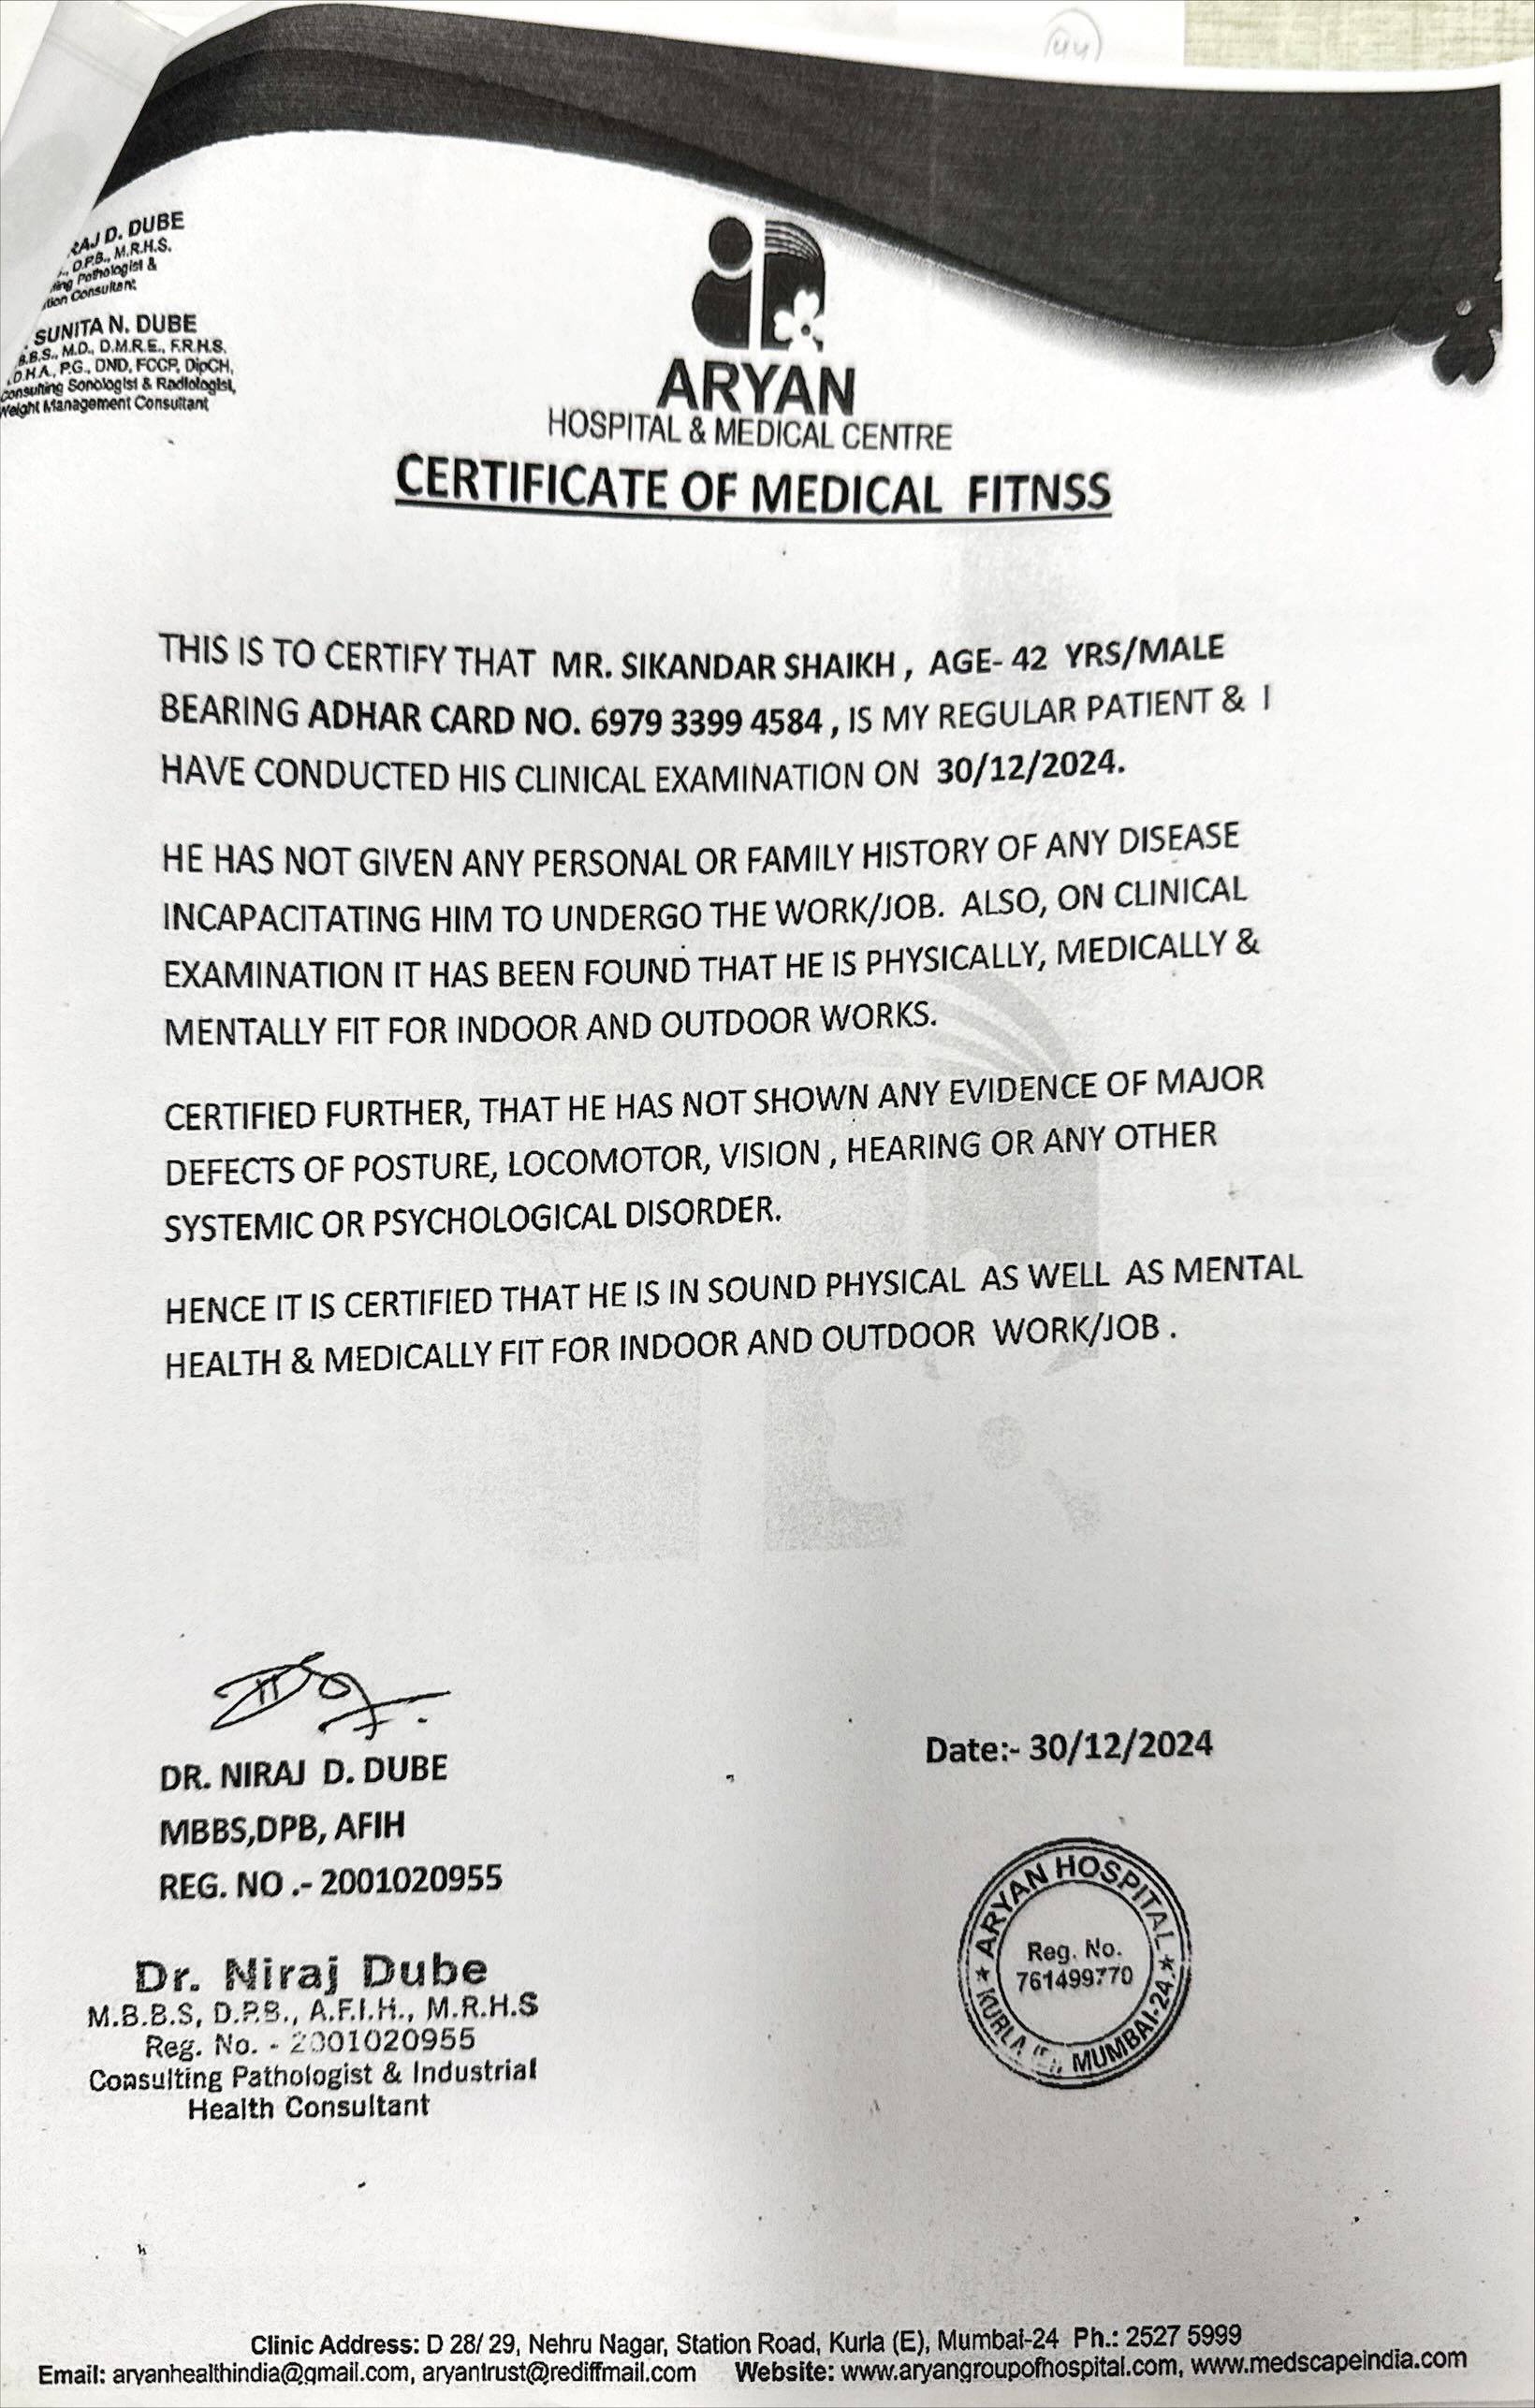 RAJ D. DUBE
D.P.B., M.R.H.S.
Pathologist &
Consultant
SUNITA N. DUBE
B.B.S., M.D., D.M.R.E., F.R.H.S.
D.H.A., P.G., DND, FCCP, DipCH,
Consulting Sonologist & Radiologist,
Weight Management Consultant
44
ARYAN
HOSPITAL & MEDICAL CENTRE
CERTIFICATE OF MEDICAL FITNSS
THIS IS TO CERTIFY THAT MR. SIKANDAR SHAIKH , AGE- 42 YRS/MALE
BEARING ADHAR CARD NO. 6979 3399 4584 , IS MY REGULAR PATIENT & I
HAVE CONDUCTED HIS CLINICAL EXAMINATION ON 30/12/2024.
HE HAS NOT GIVEN ANY PERSONAL OR FAMILY HISTORY OF ANY DISEASE
INCAPACITATING HIM TO UNDERGO THE WORK/JOB. ALSO, ON CLINICAL
EXAMINATION IT HAS BEEN FOUND THAT HE IS PHYSICALLY, MEDICALLY &
MENTALLY FIT FOR INDOOR AND OUTDOOR WORKS.
CERTIFIED FURTHER, THAT HE HAS NOT SHOWN ANY EVIDENCE OF MAJOR
DEFECTS OF POSTURE, LOCOMOTOR, VISION , HEARING OR ANY OTHER
SYSTEMIC OR PSYCHOLOGICAL DISORDER.
HENCE IT IS CERTIFIED THAT HE IS IN SOUND PHYSICAL AS WELL AS MENTAL
HEALTH & MEDICALLY FIT FOR INDOOR AND OUTDOOR WORK/JOB .
DR. NIRAJ D. DUBE
MBBS,DPB, AFIH
REG. NO .- 2001020955
Dr. Niraj Dube
M.B.B.S, D.P.B., A.F.I.H., M.R.H.S
Reg. No. - 2001020955
Consulting Pathologist & Industrial
Health Consultant
Date:- 30/12/2024
ARYAN HOSPITAL
Reg. No.
761499770
KURLA MUMBAI-24
Clinic Address: D 28/ 29, Nehru Nagar, Station Road, Kurla (E), Mumbai-24 Ph.: 2527 5999
Email: aryanhealthindia@gmail.com, aryantrust@rediffmail.com Website: www.aryangroupofhospital.com, www.medscapeindia.com